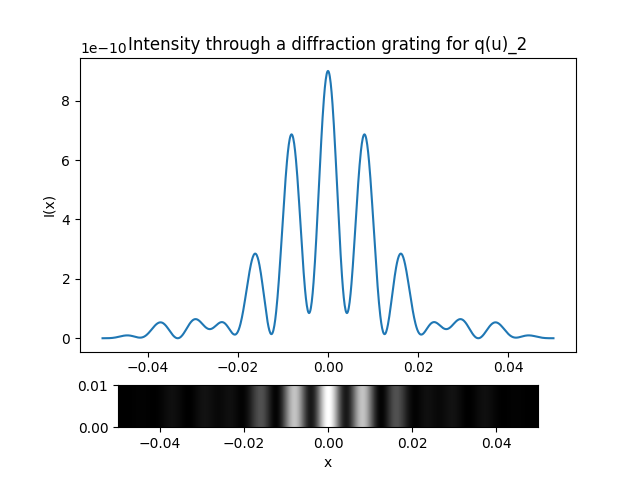 Intensity through a diffraction grating for q(u)_2
1e−10
8
6
4
2
0
I(x)
−0.04 −0.02 0.00 0.02 0.04
0.01
0.00
−0.04 −0.02 0.00 0.02 0.04
x